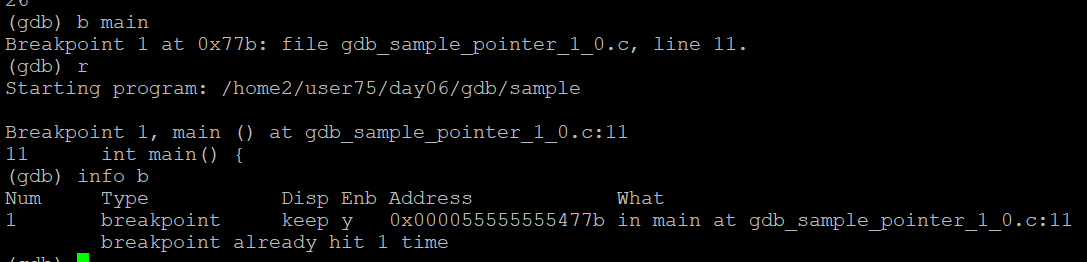 26
(gdb) b main
Breakpoint 1 at 0x77b: file gdb_sample_pointer_1_0.c, line 11.
(gdb) r
Starting program: /home2/user75/day06/gdb/sample
Breakpoint 1, main () at gdb_sample_pointer_1_0.c:11
11 int main() {
(gdb) info b
Num Type Disp Enb Address What
1 breakpoint keep y 0x000055555555477b in main at gdb_sample_pointer_1_0.c:11
breakpoint already hit 1 time
(gdb)